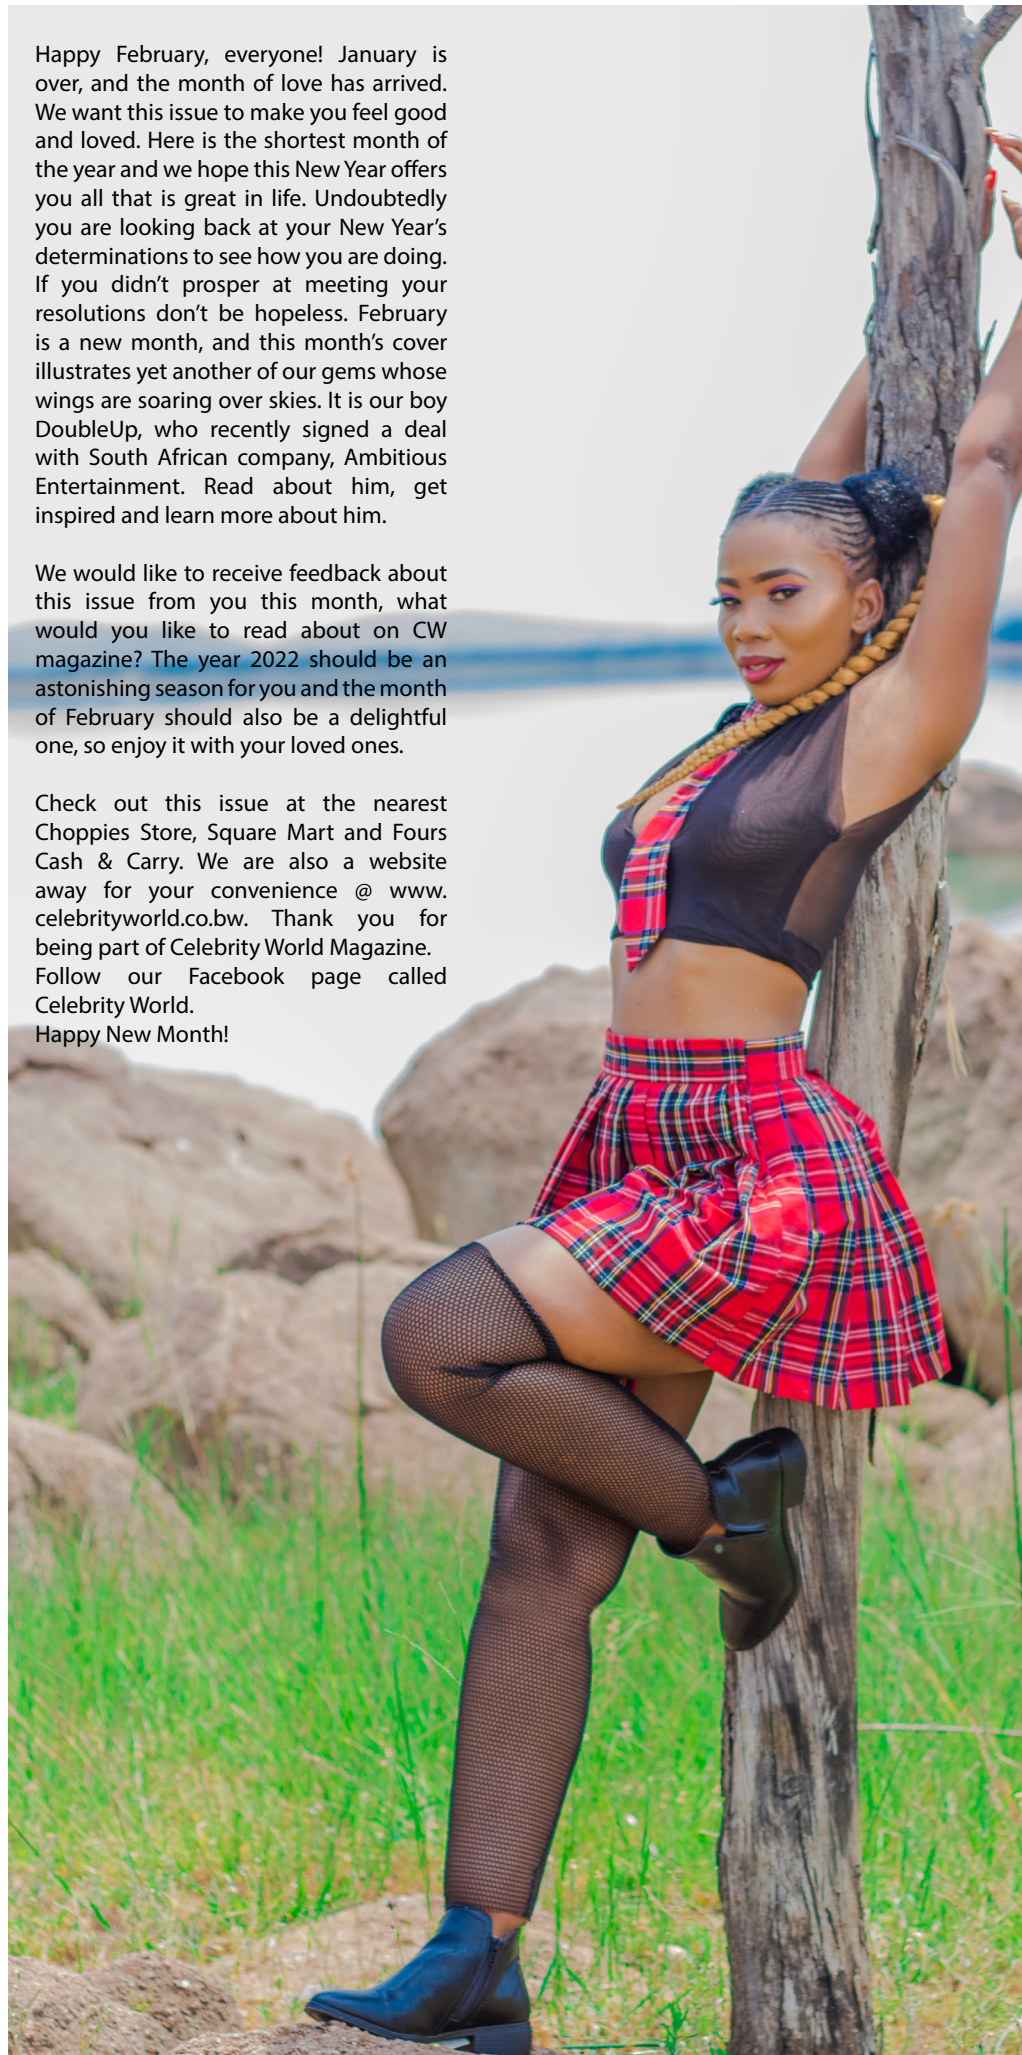 Happy February, everyone! January is
over, and the month of love has arrived.
We want this issue to make you feel good
and loved. Here is the shortest month of
the year and we hope this New Year offers
you all that is great in life. Undoubtedly
you are looking back at your New Year’s
determinations to see how you are doing.
If you didn’t prosper at meeting your
resolutions don’t be hopeless. February
is a new month, and this month’s cover
illustrates yet another of our gems whose
wings are soaring over skies. It is our boy
DoubleUp, who recently signed a deal
with South African company, Ambitious
Entertainment. Read about him, get
inspired and learn more about him.

We would like to receive feedback about
this issue from you this month, what
would you like to read about on CW
magazine? The year 2022 should be an
astonishing season for you and the month
of February should also be a delightful
one, so enjoy it with your loved ones.

Check out this issue at the nearest
Choppies Store, Square Mart and Fours
Cash & Carry. We are also a website
away for your convenience @ www.
celebrityworld.co.bw. Thank you for
being part of Celebrity World Magazine.
Follow our Facebook page called
Celebrity World.
Happy New Month!